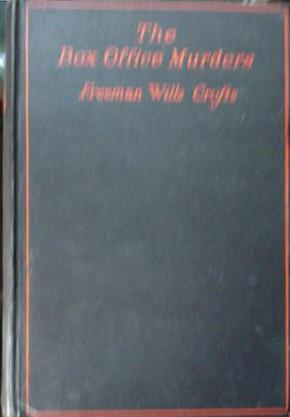 The
Box Office Murders
Freeman Wills Crofts